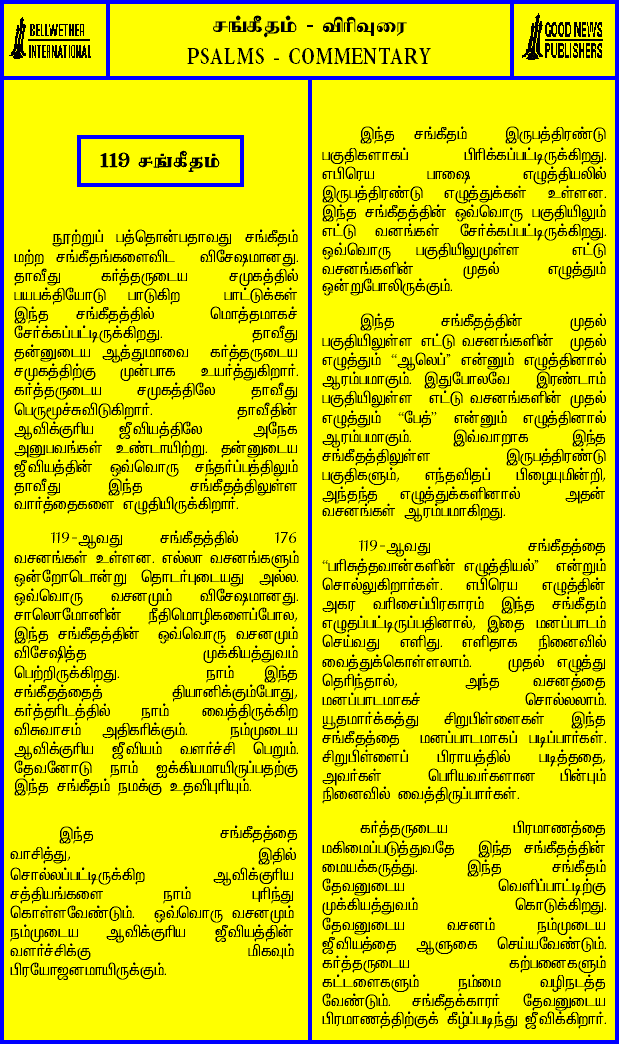 BELLWETHER
INTERNATIONAL
சங்கீதம் - விரிவுரை
PSALMS - COMMENTARY
GOOD NEWS
PUBLISHERS
119 சங்கீதம்
நூற்றுப் பத்தொன்பதாவது சங்கீதம்
மற்ற சங்கீதங்களைவிட விசேஷமானது.
தாவீது கர்த்தருடைய சமுகத்தில்
பயபக்தியோடு பாடுகிற பாட்டுக்கள்
இந்த சங்கீதத்தில் மொத்தமாகச்
சேர்க்கப்பட்டிருக்கிறது. தாவீது
தன்னுடைய ஆத்துமாவை கர்த்தருடைய
சமுகத்திற்கு முன்பாக உயர்த்துகிறார்.
கர்த்தருடைய சமுகத்திலே தாவீது
பெருமூச்சுவிடுகிறார். தாவீதின்
ஆவிக்குரிய ஜீவியத்திலே அநேக
அனுபவங்கள் உண்டாயிற்று. தன்னுடைய
ஜீவியத்தின் ஒவ்வொரு சந்தர்ப்பத்திலும்
தாவீது இந்த சங்கீதத்திலுள்ள
வார்த்தைகளை எழுதியிருக்கிறார்.
119-ஆவது சங்கீதத்தில் 176
வசனங்கள் உள்ளன. எல்லா வசனங்களும்
ஒன்றோடொன்று தொடர்புடையது அல்ல.
ஒவ்வொரு வசனமும் விசேஷமானது.
சாலொமோனின் நீதிமொழிகளைப்போல,
இந்த சங்கீதத்தின் ஒவ்வொரு வசனமும்
விசேஷித்த முக்கியத்துவம்
பெற்றிருக்கிறது. நாம் இந்த
சங்கீதத்தைத் தியானிக்கும்போது,
கர்த்தரிடத்தில் நாம் வைத்திருக்கிற
விசுவாசம் அதிகரிக்கும். நம்முடைய
ஆவிக்குரிய ஜீவியம் வளர்ச்சி பெறும்.
தேவனோடு நாம் ஐக்கியமாயிருப்பதற்கு
இந்த சங்கீதம் நமக்கு உதவிபுரியும்.
இந்த சங்கீதத்தை
வாசித்து, இதில்
சொல்லப்பட்டிருக்கிற ஆவிக்குரிய
சத்தியங்களை நாம் புரிந்து
கொள்ளவேண்டும். ஒவ்வொரு வசனமும்
நம்முடைய ஆவிக்குரிய ஜீவியத்தின்
வளர்ச்சிக்கு மிகவும்
பிரயோஜனமாயிருக்கும்.
இந்த சங்கீதம் இருபத்திரண்டு
பகுதிகளாகப் பிரிக்கப்பட்டிருக்கிறது.
எபிரெய பாஷை எழுத்தியலில்
இருபத்திரண்டு எழுத்துக்கள் உள்ளன.
இந்த சங்கீதத்தின் ஒவ்வொரு பகுதியிலும்
எட்டு வனங்கள் சேர்க்கப்பட்டிருக்கிறது.
ஒவ்வொரு பகுதியிலுமுள்ள எட்டு
வசனங்களின் முதல் எழுத்தும்
ஒன்றுபோலிருக்கும்.
இந்த சங்கீதத்தின் முதல்
பகுதியிலுள்ள எட்டு வசனங்களின் முதல்
எழுத்தும் “ஆலெப்” என்னும் எழுத்தினால்
ஆரம்பமாகும். இதுபோலவே இரண்டாம்
பகுதியிலுள்ள எட்டு வசனங்களின் முதல்
எழுத்தும் “பேத்” என்னும் எழுத்தினால்
ஆரம்பமாகும். இவ்வாறாக இந்த
சங்கீதத்திலுள்ள இருபத்திரண்டு
பகுதிகளும், எந்தவிதப் பிழையுமின்றி,
அந்தந்த எழுத்துக்களினால் அதன்
வசனங்கள் ஆரம்பமாகிறது.
119-ஆவது சங்கீதத்தை
“பரிசுத்தவான்களின் எழுத்தியல்” என்றும்
சொல்லுகிறார்கள். எபிரெய எழுத்தின்
அகர வரிசைப்பிரகாரம் இந்த சங்கீதம்
எழுதப்பட்டிருப்பதினால், இதை மனப்பாடம்
செய்வது எளிது. எளிதாக நினைவில்
வைத்துக்கொள்ளலாம். முதல் எழுத்து
தெரிந்தால், அந்த வசனத்தை
மனப்பாடமாகச் சொல்லலாம்.
யூதமார்க்கத்து சிறுபிள்ளைகள் இந்த
சங்கீதத்தை மனப்பாடமாகப் படிப்பார்கள்.
சிறுபிள்ளைப் பிராயத்தில் படித்ததை,
அவர்கள் பெரியவர்களான பின்பும்
நினைவில் வைத்திருப்பார்கள்.
கர்த்தருடைய பிரமாணத்தை
மகிமைப்படுத்துவதே இந்த சங்கீதத்தின்
மையக்கருத்து. இந்த சங்கீதம்
தேவனுடைய வெளிப்பாட்டிற்கு
முக்கியத்துவம் கொடுக்கிறது.
தேவனுடைய வசனம் நம்முடைய
ஜீவியத்தை ஆளுகை செய்யவேண்டும்.
கர்த்தருடைய கற்பனைகளும்
கட்டளைகளும் நம்மை வழிநடத்த
வேண்டும். சங்கீதக்காரர் தேவனுடைய
பிரமாணத்திற்குக் கீழ்ப்படிந்து ஜீவிக்கிறார்.